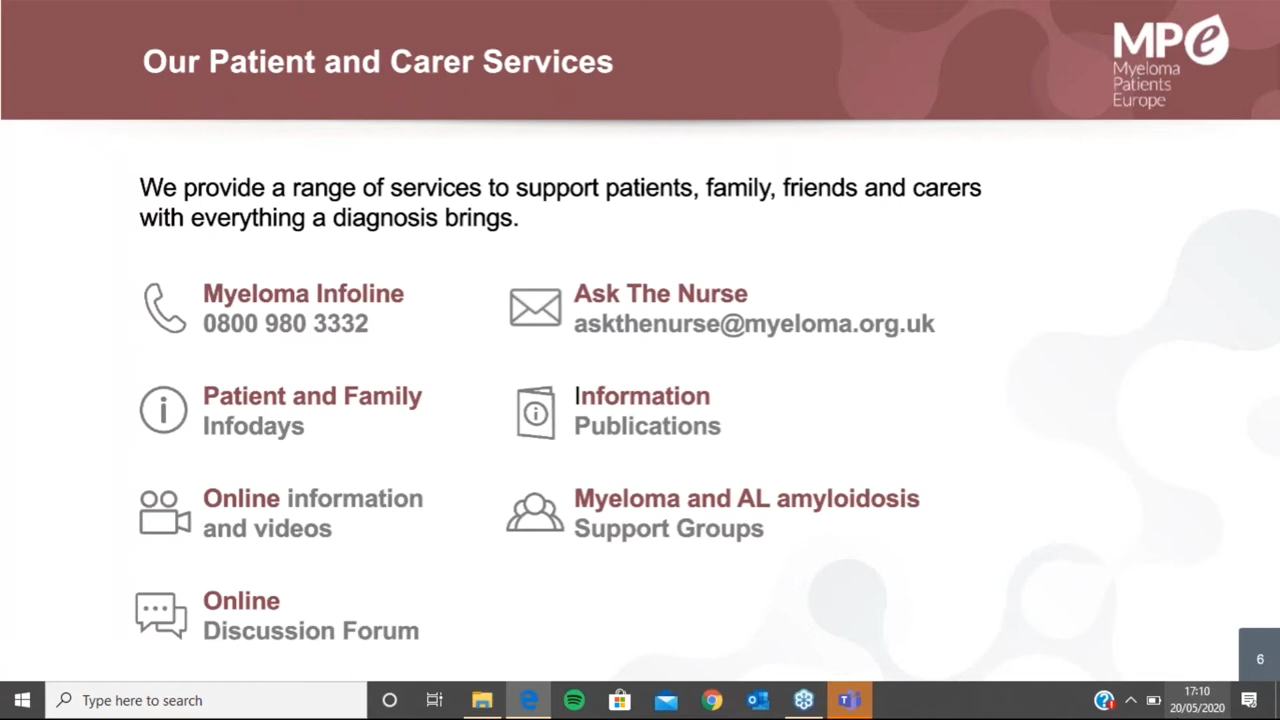 Our Patient and Carer Services
MPe
Myeloma
Patients
Europe
We provide a range of services to support patients, family, friends and carers
with everything a diagnosis brings.
Myeloma Infoline
0800 980 3332
Ask The Nurse
askthenurse@myeloma.org.uk
Patient and Family
Infodays
Information
Publications
Online information
and videos
Myeloma and AL amyloidosis
Support Groups
Online
Discussion Forum
6
Type here to search
17:10
20/05/2020